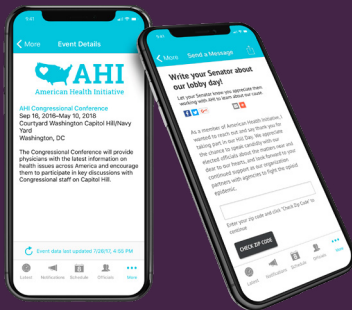 9:41
More
Event Details
AHI
American Health Initiative
AHI Congressional Conference
Sep 16, 2016–May 10, 2018
Courtyard Washington Capitol Hill/Navy
Yard
Washington, DC
The Congressional Conference will provide
physicians with the latest information on
health issues across America and encourage
them to participate in key discussions with
Congressional staff on Capitol Hill.
Event data last updated 7/28/17, 4:55 PM
Latest
Notifications
Schedule
Officials
More
9:41
More
Send a Message
Write your Senator about
our lobby day!
Let your Senator know you appreciate them
working with AHI to learn about our cause
As a member of American Health Initiative, I
wanted to reach out and say thank you for
taking part in our Hill Day. We appreciate
the chance to speak candidly with our
elected officials about the matters near and
dear to our hearts, and look forward to your
continued support as our organization
partners with agencies to fight the opioid
epidemic.
Enter your zip and click "Check Zip Code" to
continue
CHECK ZIP CODE
Latest
Notifications
Schedule
Officials
More